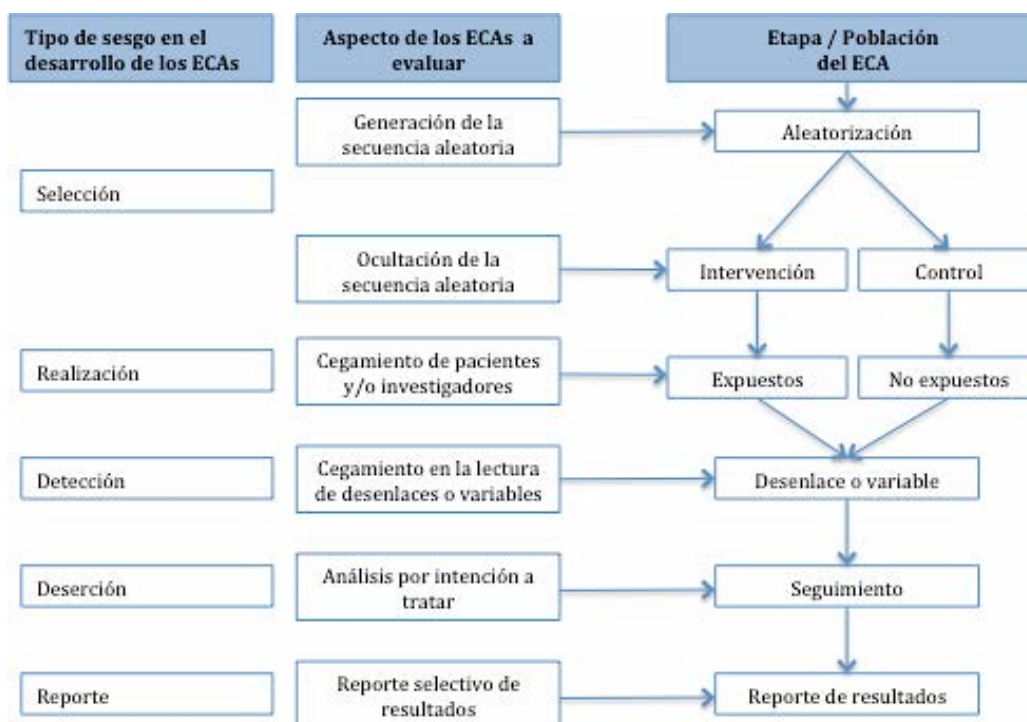 Tipo de sesgo en el
desarrollo de los ECAs
Aspecto de los ECAs a
evaluar
Etapa / Población
del ECA
Generación de la
secuencia aleatoria
Aleatorización
Selección
Ocultación de la
secuencia aleatoria
Intervención
Control
Realización
Cegamiento de pacientes
y/o investigadores
Expuestos
No expuestos
Detección
Cegamiento en la lectura
de desenlaces o variables
Desenlace o variable
Deserción
Análisis por intención a
tratar
Seguimiento
Reporte
Reporte selectivo de
resultados
Reporte de resultados